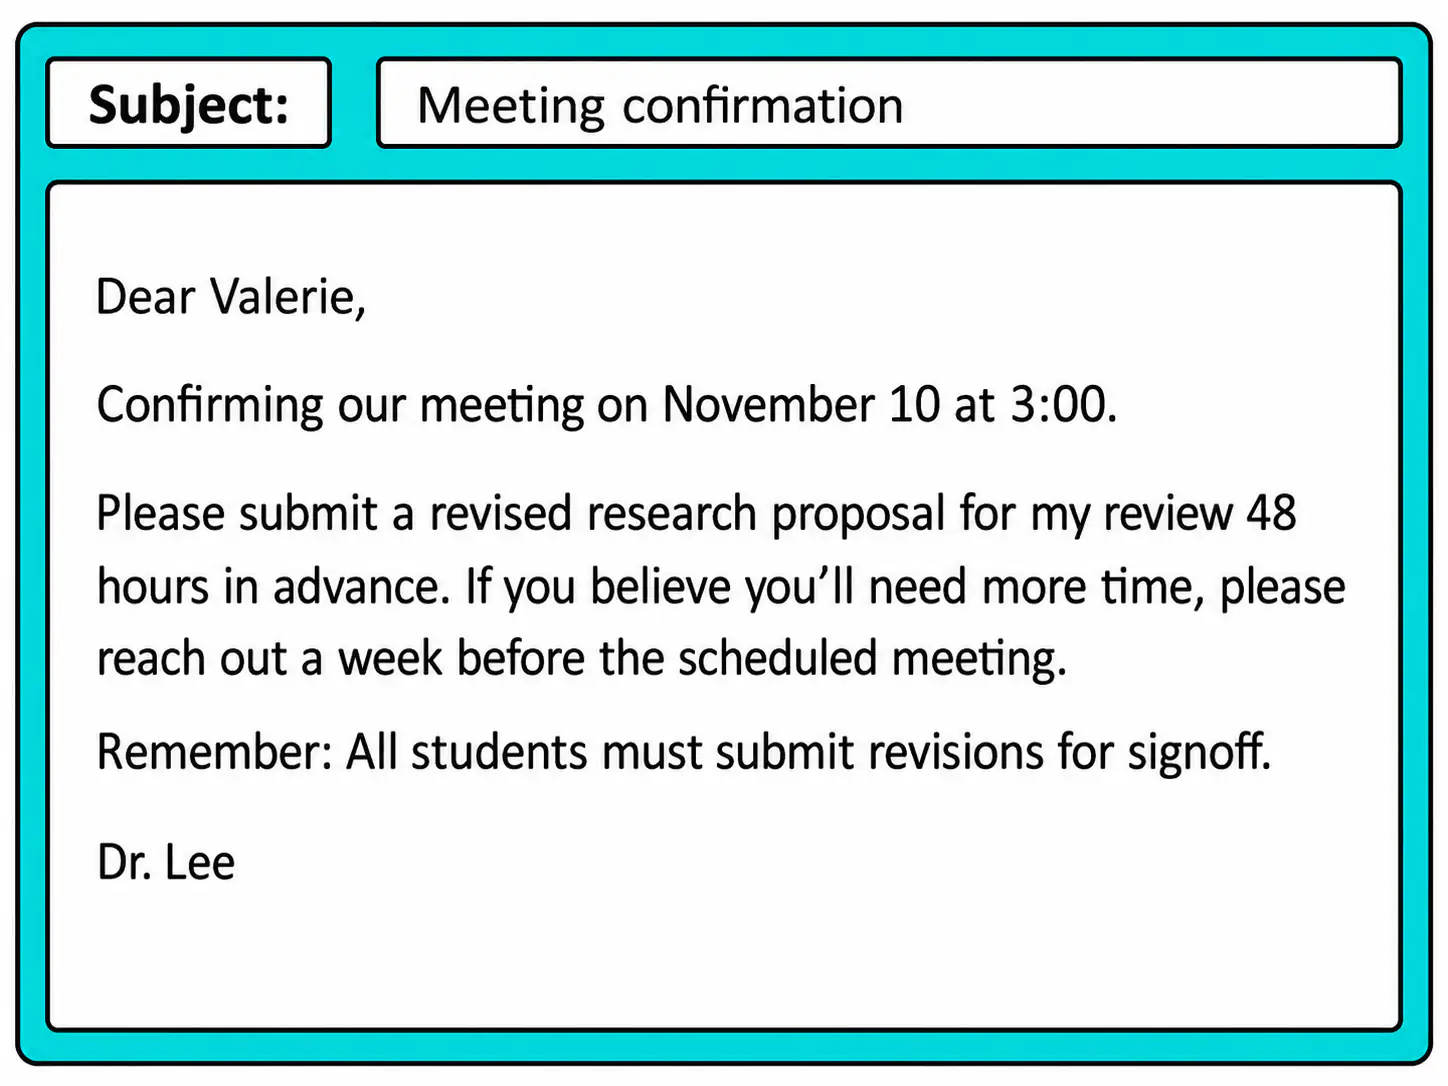 Subject:
Meeting confirmation
Dear Valerie,
Confirming our meeting on November 10 at 3:00.
Please submit a revised research proposal for my review 48
hours in advance. If you believe you’ll need more time, please
reach out a week before the scheduled meeting.
Remember: All students must submit revisions for signoff.
Dr. Lee